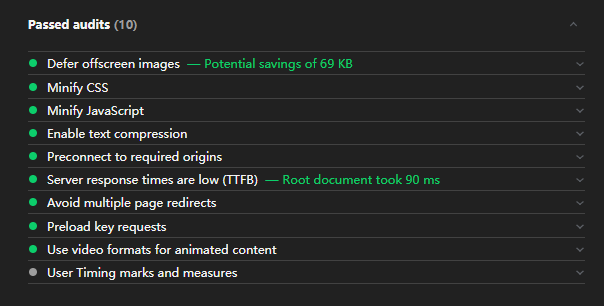 Passed audits (10)
Defer offscreen images — Potential savings of 69 KB
Minify CSS
Minify JavaScript
Enable text compression
Preconnect to required origins
Server response times are low (TTFB) — Root document took 90 ms
Avoid multiple page redirects
Preload key requests
Use video formats for animated content
User Timing marks and measures